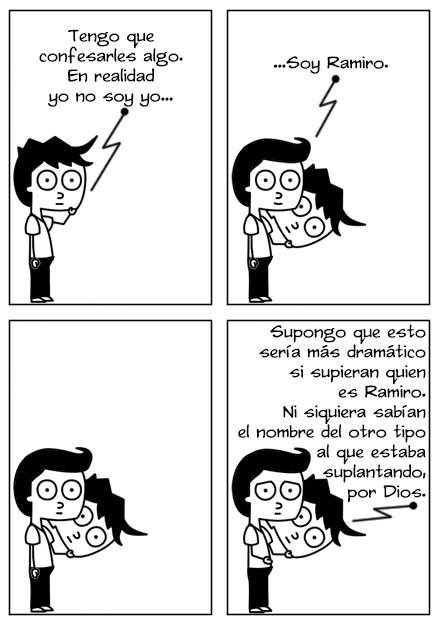 Tengo que
confesarles algo.
En realidad
yo no soy yo...
...Soy Ramiro.
Supongo que esto
sería más dramático
si supieran quien
es Ramiro.
Ni siquiera sabían
el nombre del otro tipo
al que estaba
suplantando,
por Dios.